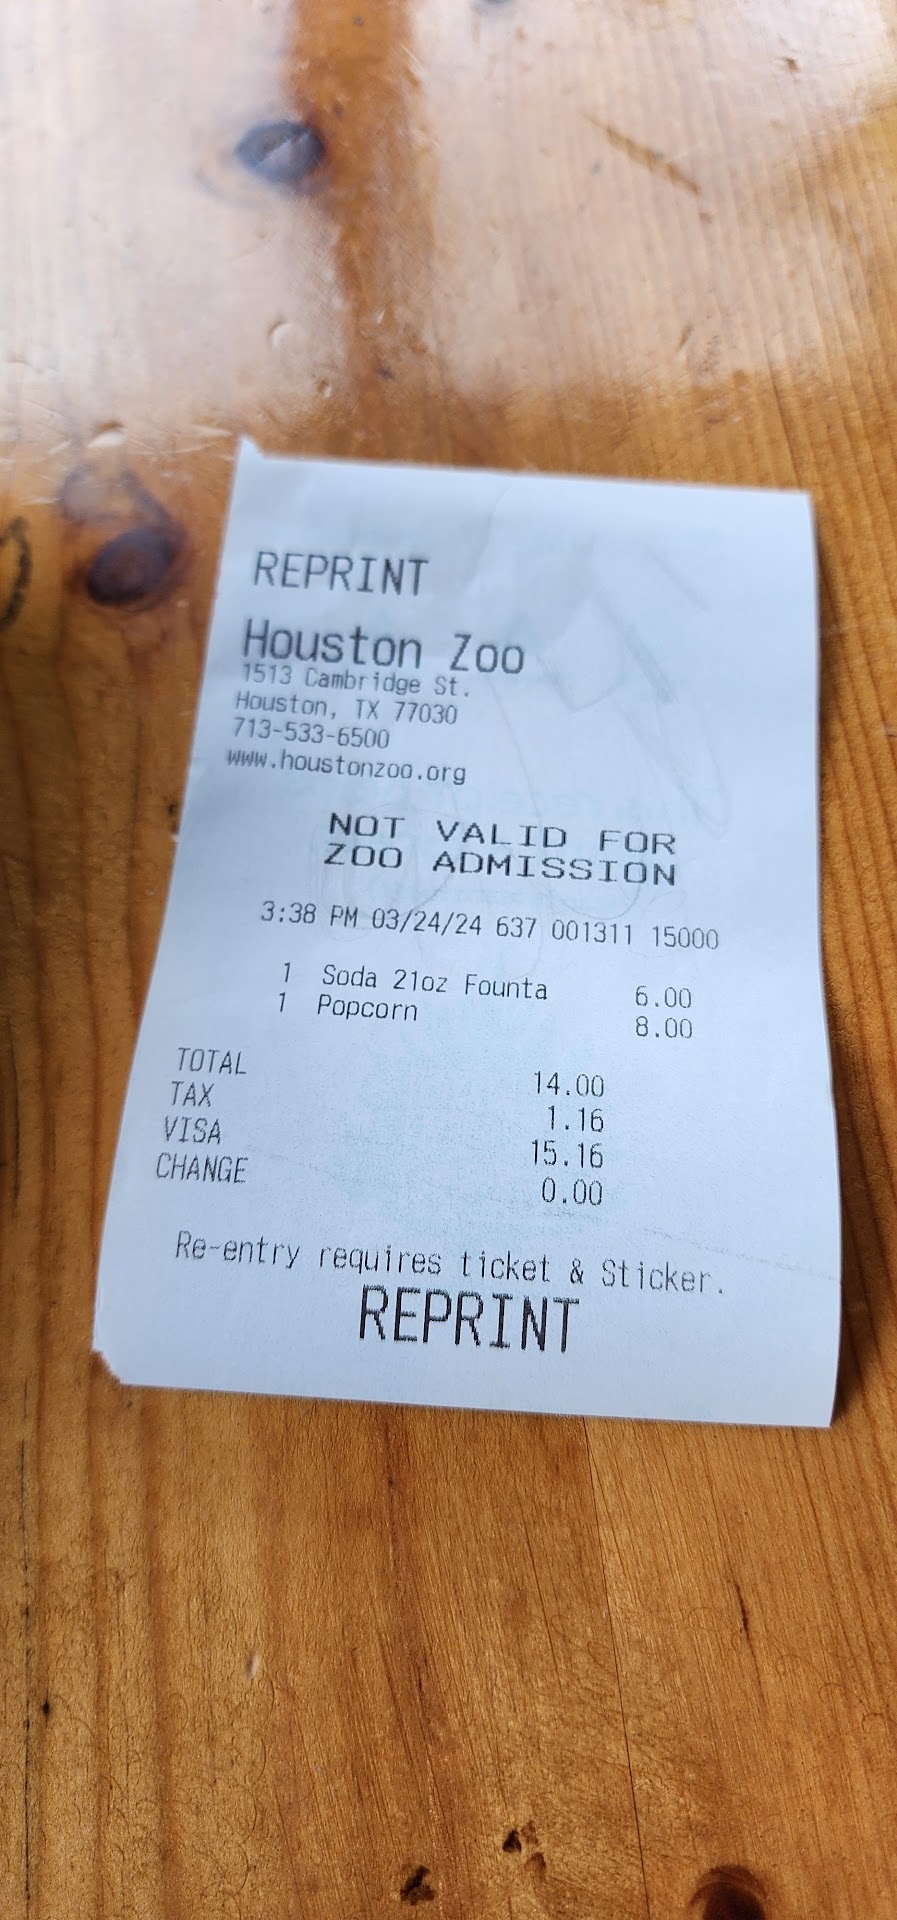 REPRINT
Houston Zoo
1513 Cambridge St.
Houston, TX 77030
713-533-6500
www.houstonzoo.org
NOT VALID FOR
ZOO ADMISSION
3:38 PM 03/24/24 637 001311 15000
1 Soda 21oz Founta 6.00
1 Popcorn 8.00
TOTAL 14.00
TAX 1.16
VISA 15.16
CHANGE 0.00
Re-entry requires ticket & Sticker.
REPRINT